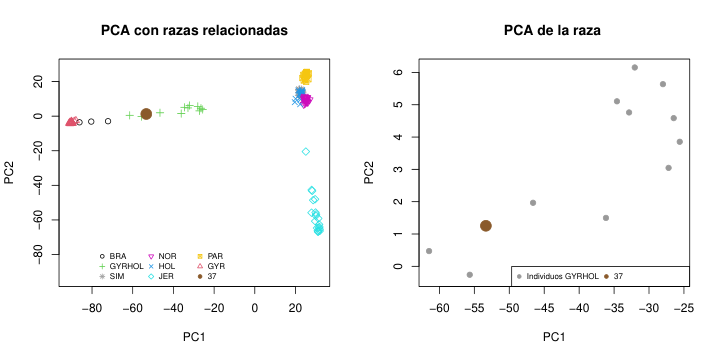 PCA con razas relacionadas
PC2
20
0
−20
−40
−60
−80
BRA NOR PAR
GYRHOL HOL GYR
SIM JER 37
−80 −60 −40 −20 0 20
PC1
PCA de la raza
PC2
6
5
4
3
2
1
0
Individuos GYRHOL 37
−60 −55 −50 −45 −40 −35 −30 −25
PC1